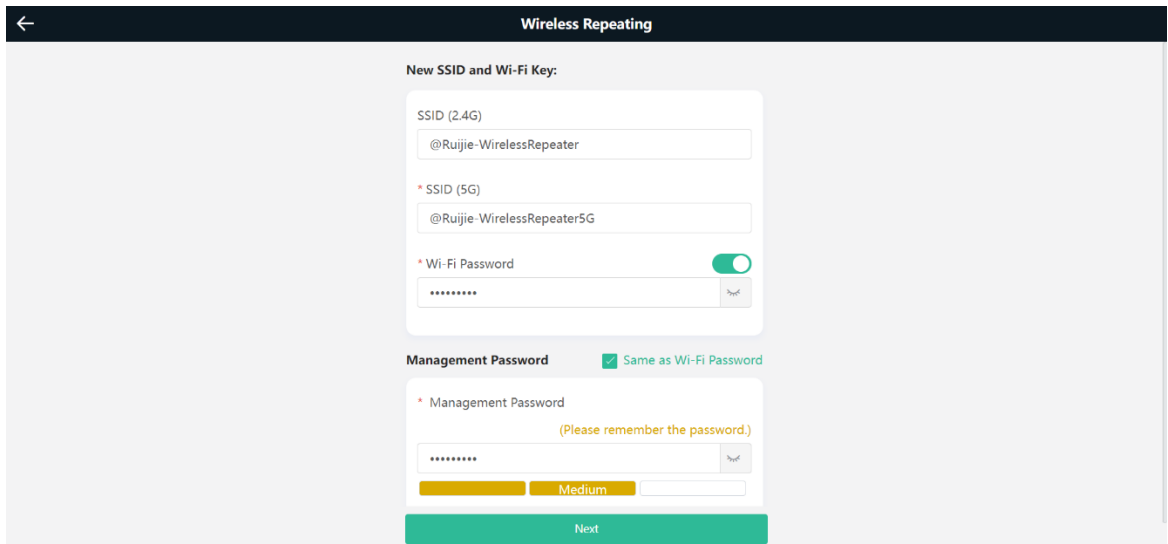 Wireless Repeating
New SSID and Wi-Fi Key:
SSID (2.4G)
@Ruijie-WirelessRepeater
* SSID (5G)
@Ruijie-WirelessRepeater5G
* Wi-Fi Password
•••••••••
Management Password Same as Wi-Fi Password
* Management Password
(Please remember the password.)
•••••••••
Medium
Next